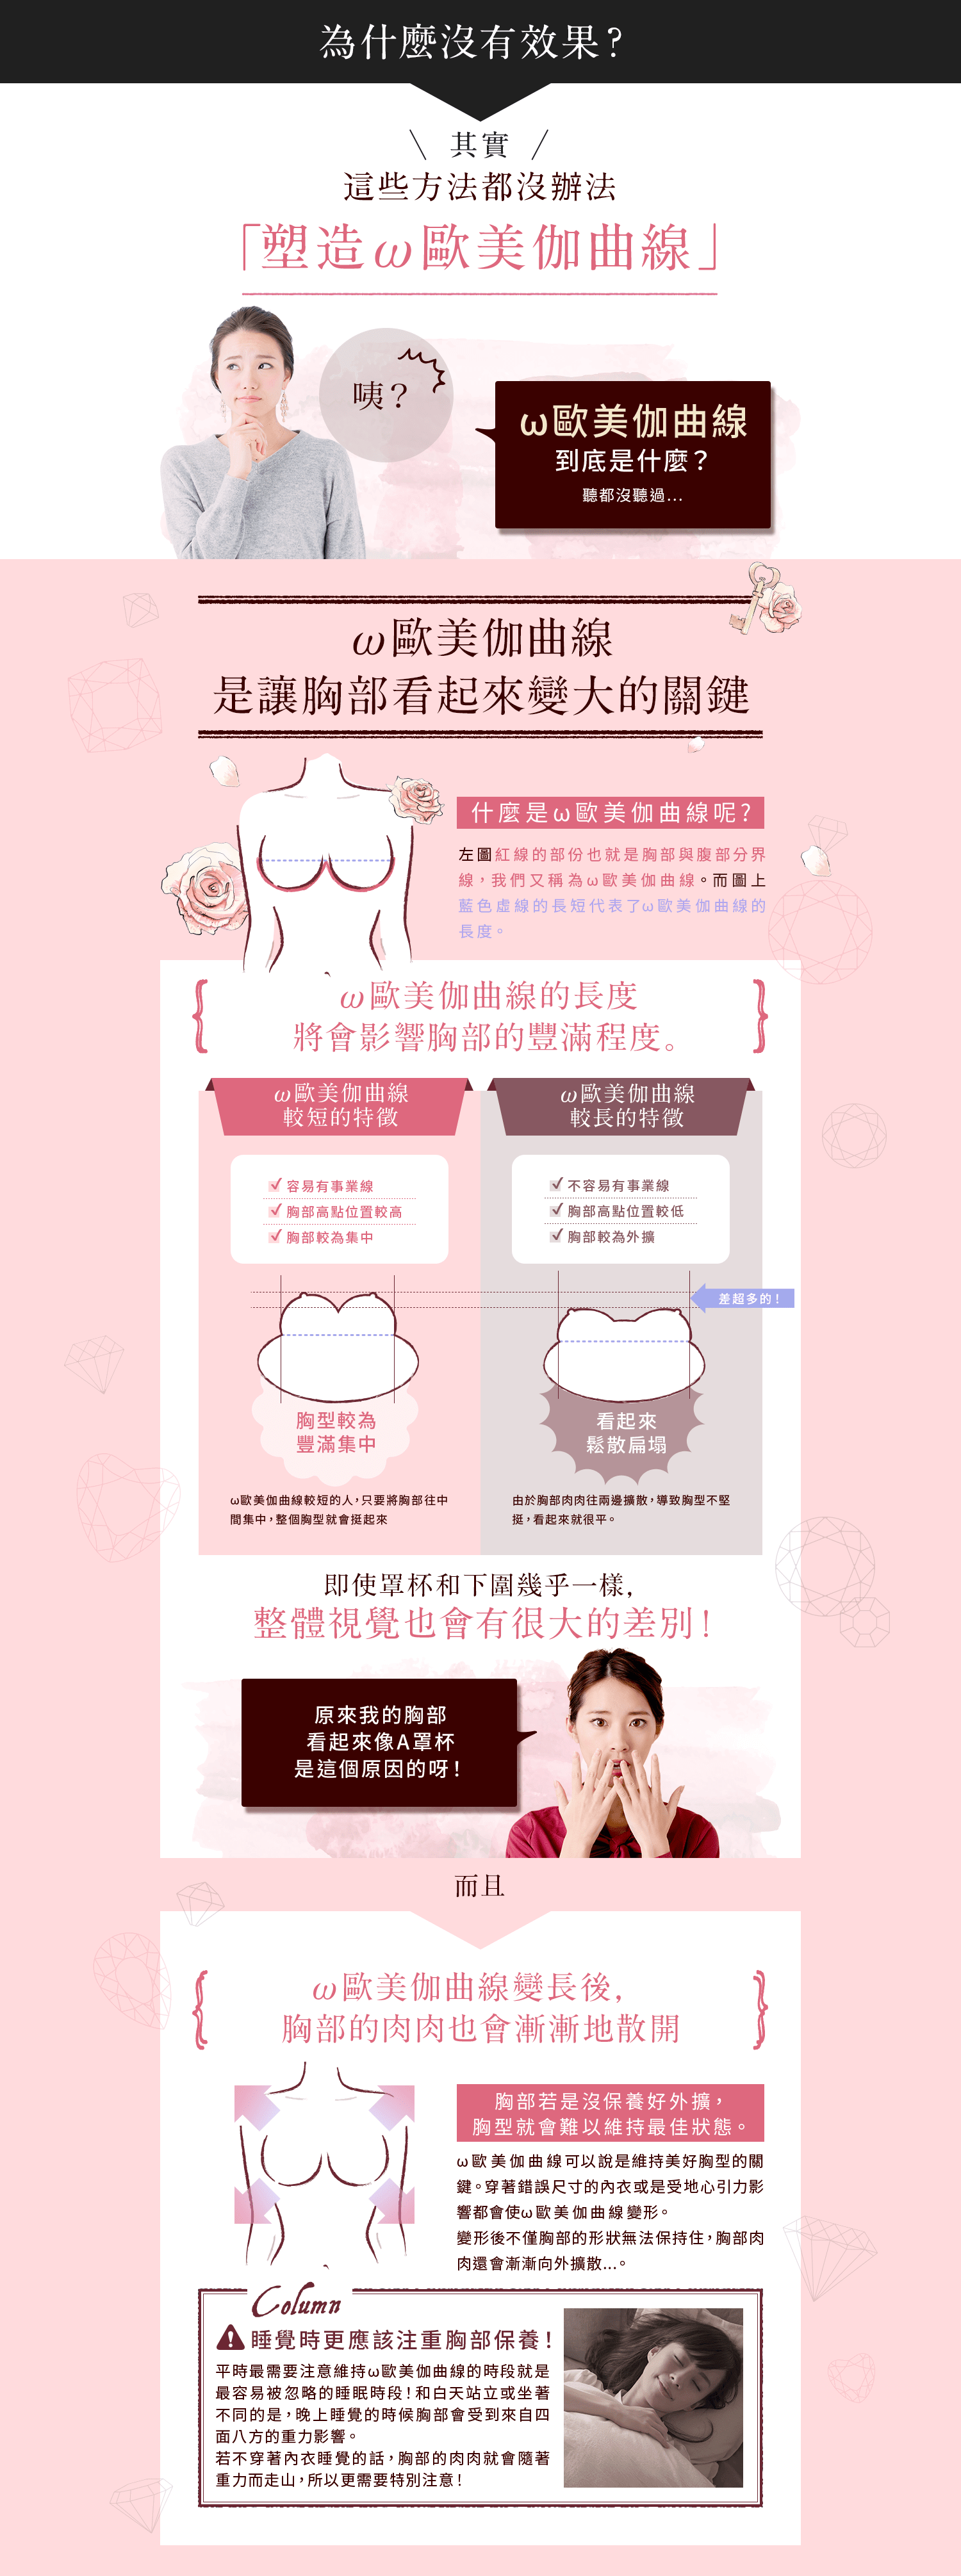 為什麼沒有效果？
其實
這些方法都沒辦法
「塑造ω歐美伽曲線」
咦？
ω歐美伽曲線
到底是什麼？
聽都沒聽過...
ω歐美伽曲線
是讓胸部看起來變大的關鍵
什麼是ω歐美伽曲線呢？
左圖紅線的部份也就是胸部與腹部分界
線，我們又稱為ω歐美伽曲線。而圖上
藍色虛線的長短代表了ω歐美伽曲線的
長度。
ω歐美伽曲線的長度
將會影響胸部的豐滿程度。
ω歐美伽曲線
較短的特徵
容易有事業線
胸部高點位置較高
胸部較為集中
胸型較為
豐滿集中
ω歐美伽曲線較短的人，只要將胸部往中
間集中，整個胸型就會挺起來
ω歐美伽曲線
較長的特徵
不容易有事業線
胸部高點位置較低
胸部較為外擴
差超多的！
看起來
鬆散扁塌
由於胸部肉肉往兩邊擴散，導致胸型不堅
挺，看起來就很平。
即使罩杯和下圍幾乎一樣，
整體視覺也會有很大的差別！
原來我的胸部
看起來像A罩杯
是這個原因的呀！
而且
ω歐美伽曲線變長後，
胸部的肉肉也會漸漸地散開
胸部若是沒保養好外擴，
胸型就會難以維持最佳狀態。
ω歐美伽曲線可以說是維持美好胸型的關
鍵。穿著錯誤尺寸的內衣或是受地心引力影
響都會使ω歐美伽曲線變形。
變形後不僅胸部的形狀無法保持住，胸部肉
肉還會漸漸向外擴散...。
Column
睡覺時更應該注重胸部保養！
平時最需要注意維持ω歐美伽曲線的時段就是
最容易被忽略的睡眠時段！和白天站立或坐著
不同的是，晚上睡覺的時候胸部會受到來自四
面八方的重力影響。
若不穿著內衣睡覺的話，胸部的肉肉就會隨著
重力而走山，所以更需要特別注意！